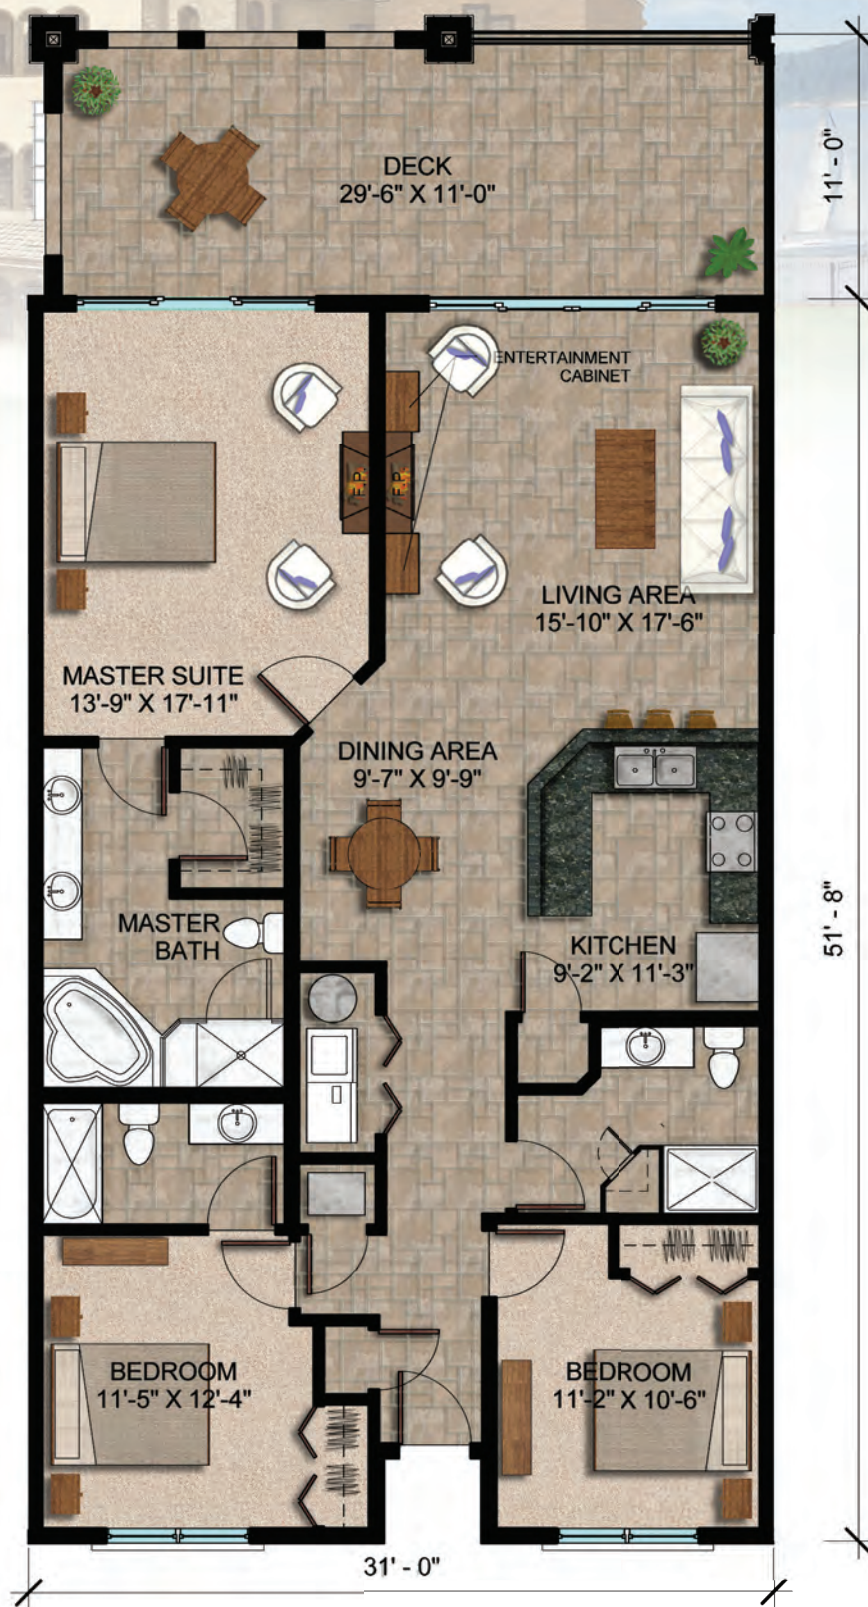 DECK
29'-6" X 11'-0"
11' - 0"
ENTERTAINMENT
CABINET
F.P.
F.P.
LIVING AREA
15'-10" X 17'-6"
MASTER SUITE
13'-9" X 17'-11"
DINING AREA
9'-7" X 9'-9"
51' - 8"
MASTER
BATH
KITCHEN
9'-2" X 11'-3"
BEDROOM
11'-5" X 12'-4"
BEDROOM
11'-2" X 10'-6"
31' - 0"